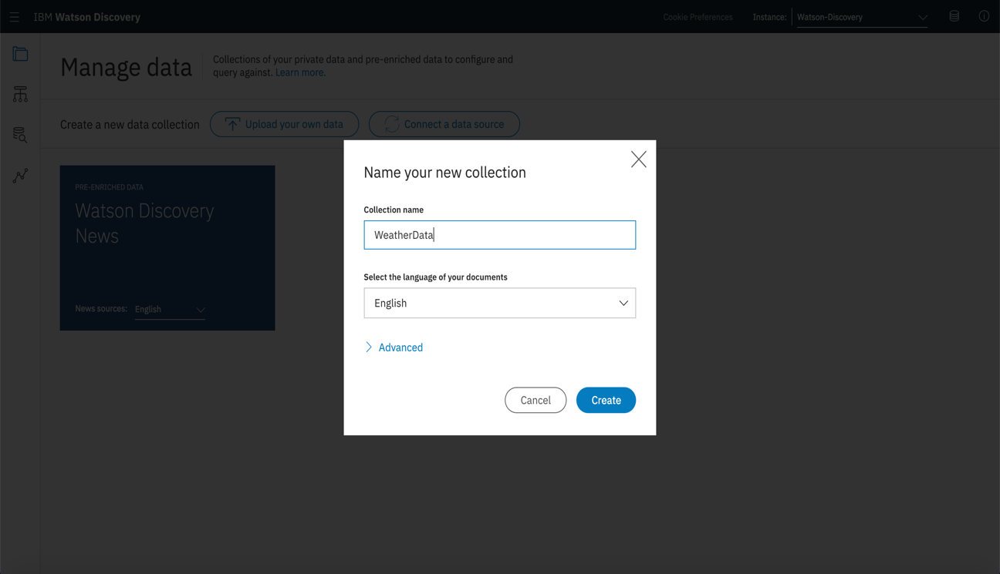 IBM Watson Discovery
Cookie Preferences
Instance:
Watson-Discovery
Manage data
Collections of your private data and pre-enriched data to configure and
query against. Learn more.
Create a new data collection
Upload your own data
Connect a data source
PRE-ENRICHED DATA
Watson Discovery
News
News sources:
English
Name your new collection
Collection name
WeatherData
Select the language of your documents
English
Advanced
Cancel
Create